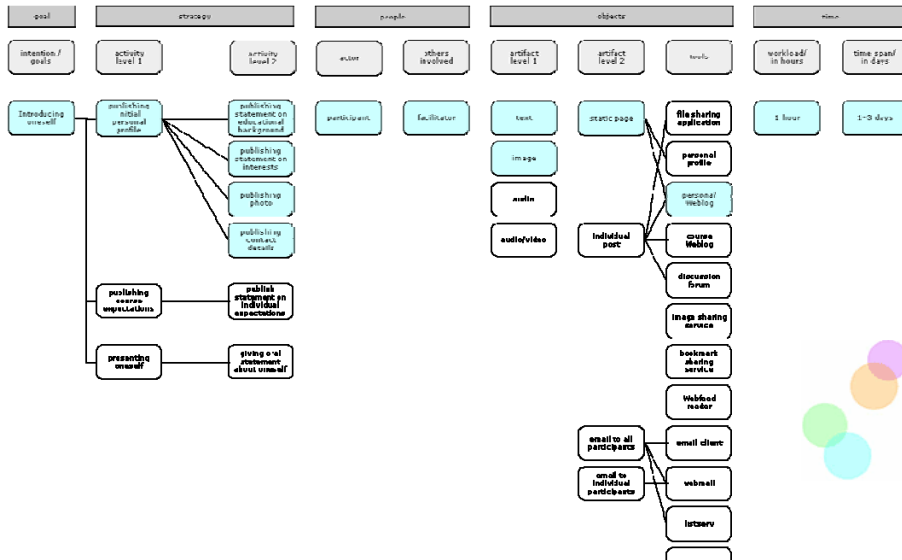 goal
strategy
people
objects
time
intention /
goals
activity
level 1
activity
level 2
actor
others
involved
artifact
level 1
artifact
level 2
tools
workload/
in hours
time span/
in days
Introducing
oneself
publishing
initial
personal
profile
publishing
statement on
educational
background
participant
facilitator
text
static page
file sharing
application
1 hour
1-3 days
publishing
statement on
interests
image
personal
profile
publishing
photo
audio
personal
Weblog
publishing
contact
details
audio/video
individual
post
course
Weblog
discussion
forum
publishing
course
expectations
publish
statement on
individual
expectations
image sharing
service
presenting
oneself
giving oral
statement
about oneself
bookmark
sharing
service
Webfeed
reader
email to all
participants
email client
email to
individual
participants
webmail
listserv